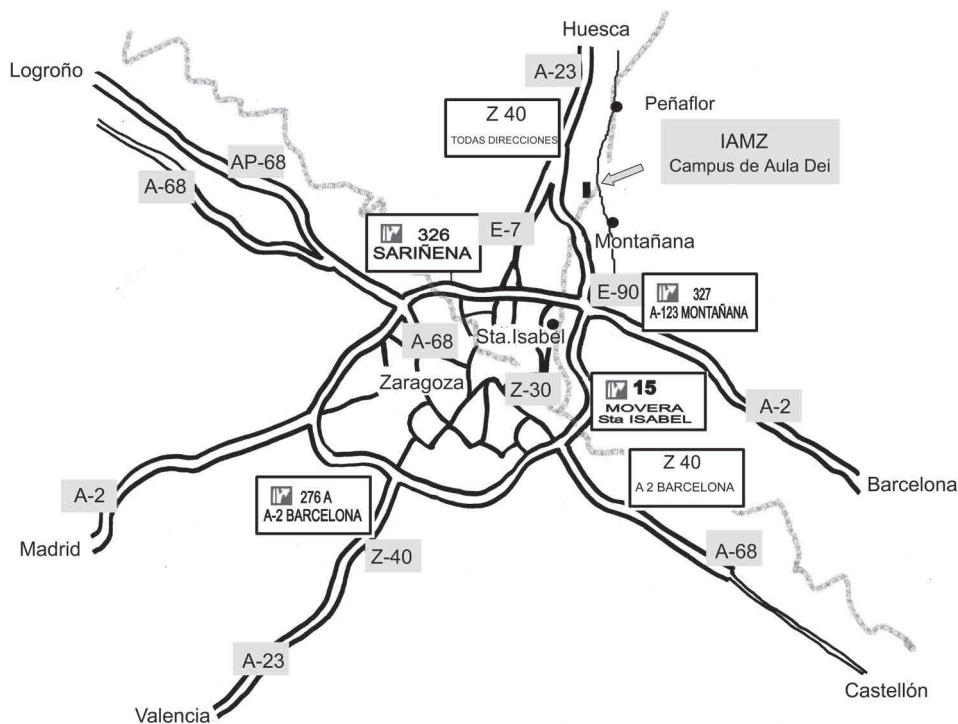 Huesca
Logroño
A-23
Z 40
TODAS DIRECCIONES
Peñaflor
IAMZ
Campus de Aula Dei
AP-68
A-68
326
SARIÑENA
E-7
Montañana
E-90
327
A-123 MONTAÑANA
A-68
Sta.Isabel
Zaragoza
Z-30
15
MOVERA
Sta ISABEL
A-2
Z 40
A 2 BARCELONA
Barcelona
A-2
276 A
A-2 BARCELONA
Madrid
Z-40
A-68
A-23
Castellón
Valencia